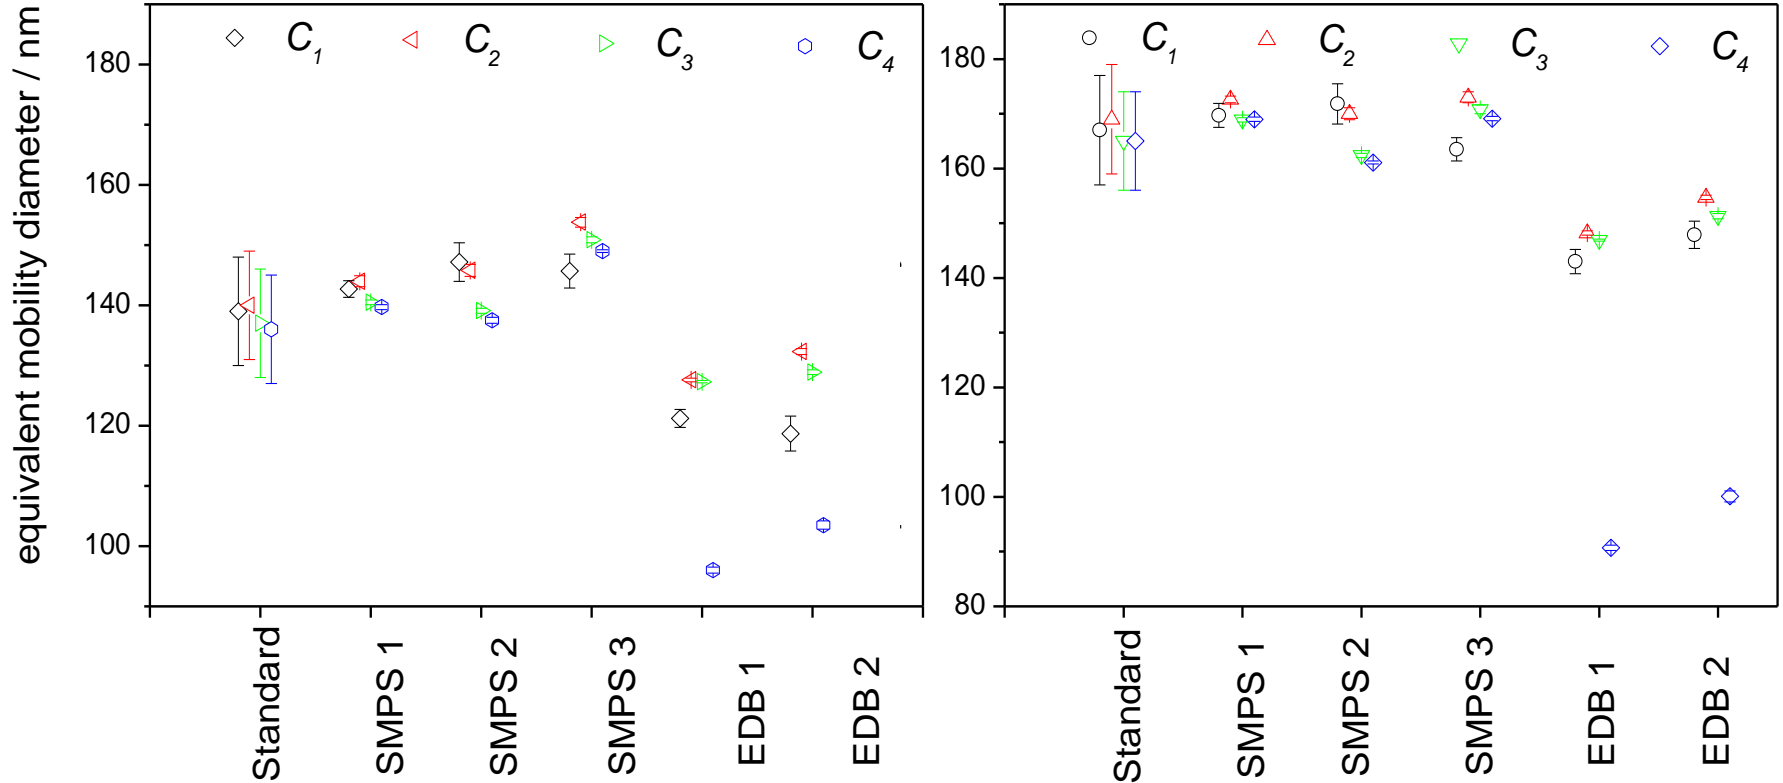 equivalent mobility diameter / nm
180
160
140
120
100
C1 C2 C3 C4
Standard
SMPS 1
SMPS 2
SMPS 3
EDB 1
EDB 2
180
160
140
120
100
80
C1 C2 C3 C4
Standard
SMPS 1
SMPS 2
SMPS 3
EDB 1
EDB 2